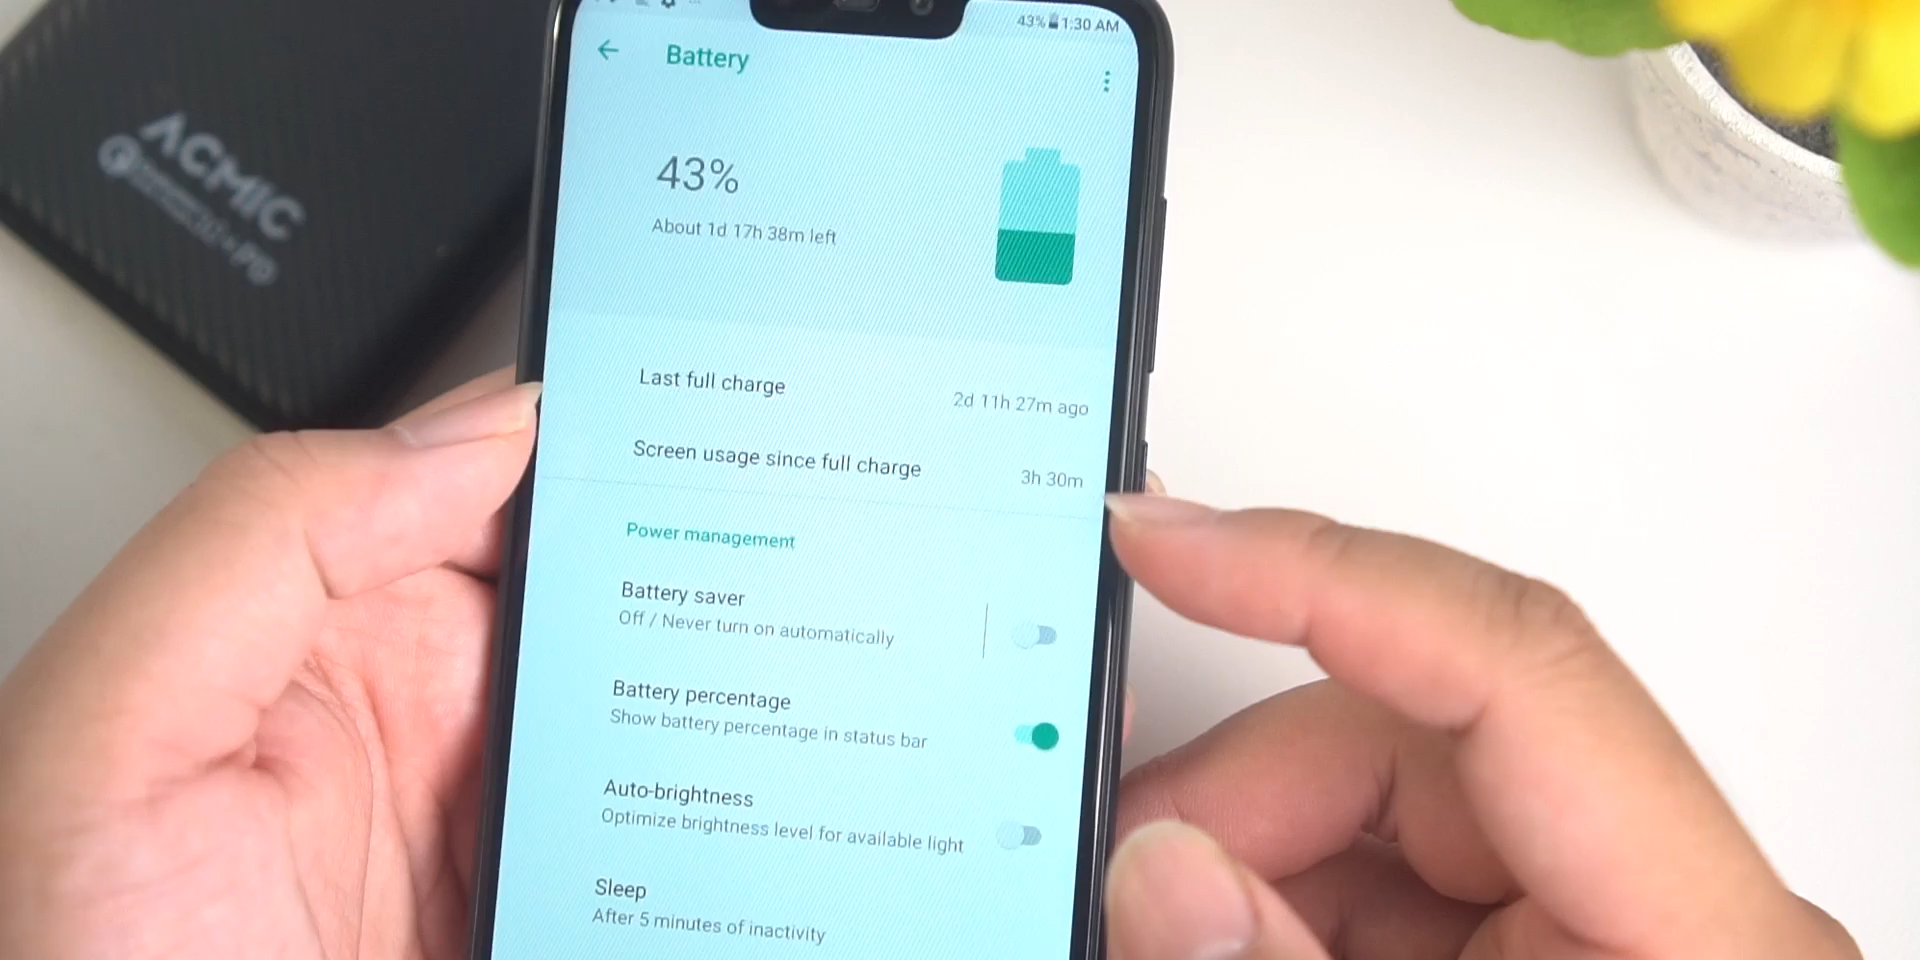 43% 1:30 AM
Battery
43%
About 1d 17h 38m left
Last full charge
2d 11h 27m ago
Screen usage since full charge
3h 30m
Power management
Battery saver
Off / Never turn on automatically
Battery percentage
Show battery percentage in status bar
Auto-brightness
Optimize brightness level for available light
Sleep
After 5 minutes of inactivity
ACMIC